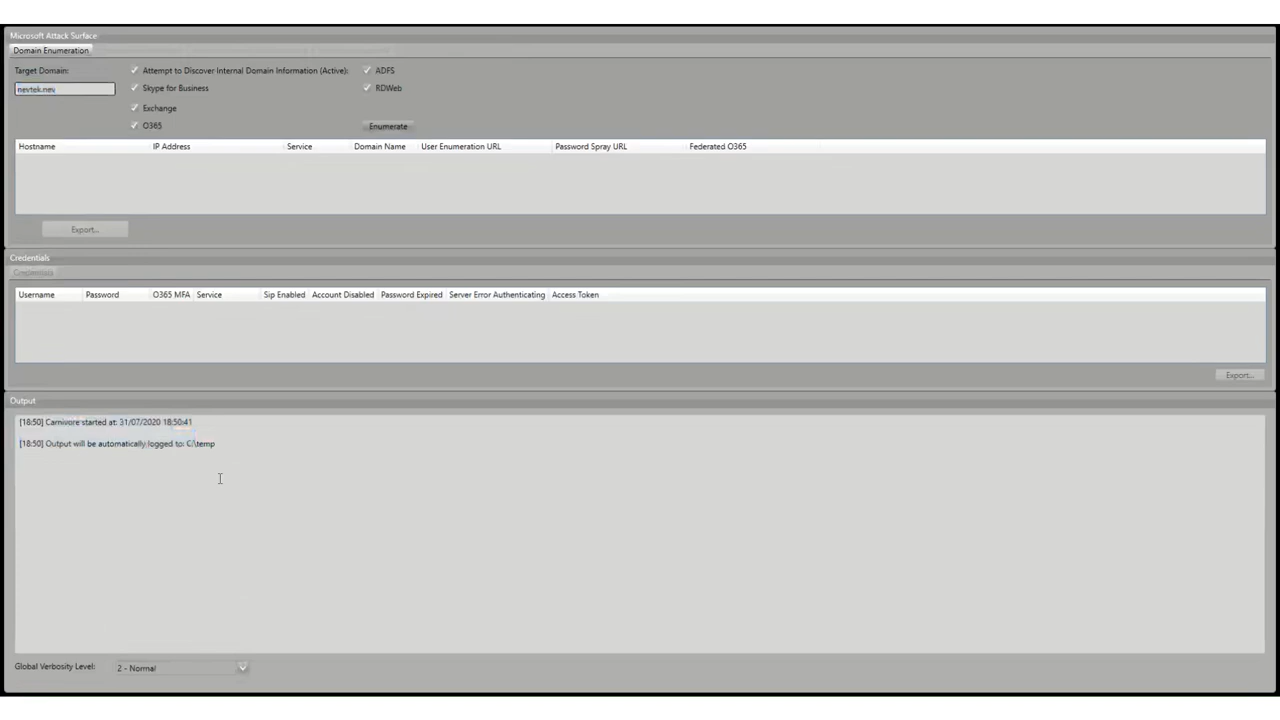 Microsoft Attack Surface
Domain Enumeration
Target Domain:
nevtek.nev
Attempt to Discover Internal Domain Information (Active):
ADFS
Skype for Business
RDWeb
Exchange
O365
Enumerate
Hostname IP Address Service Domain Name User Enumeration URL Password Spray URL Federated O365
Export...
Credentials
Credentials
Username Password O365 MFA Service Sip Enabled Account Disabled Password Expired Server Error Authenticating Access Token
Export...
Output
[18:50] Carnivore started at: 31/07/2020 18:50:41
[18:50] Output will be automatically logged to: C:\temp
Global Verbosity Level: 2 - Normal